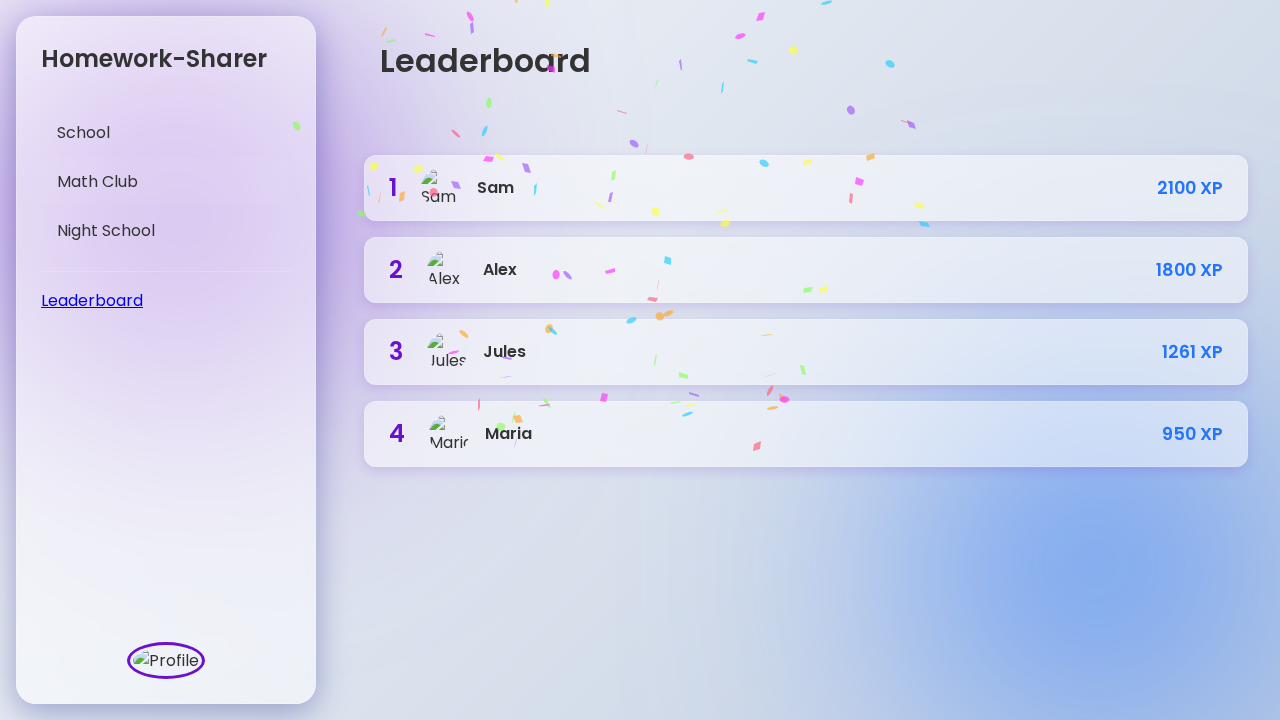 Homework-Sharer
School
Math Club
Night School
Leaderboard
Profile
Leaderboard
1 Sam Sam 2100 XP
2 Alex Alex 1800 XP
3 Jules Jules 1261 XP
4 Maria Maria 950 XP